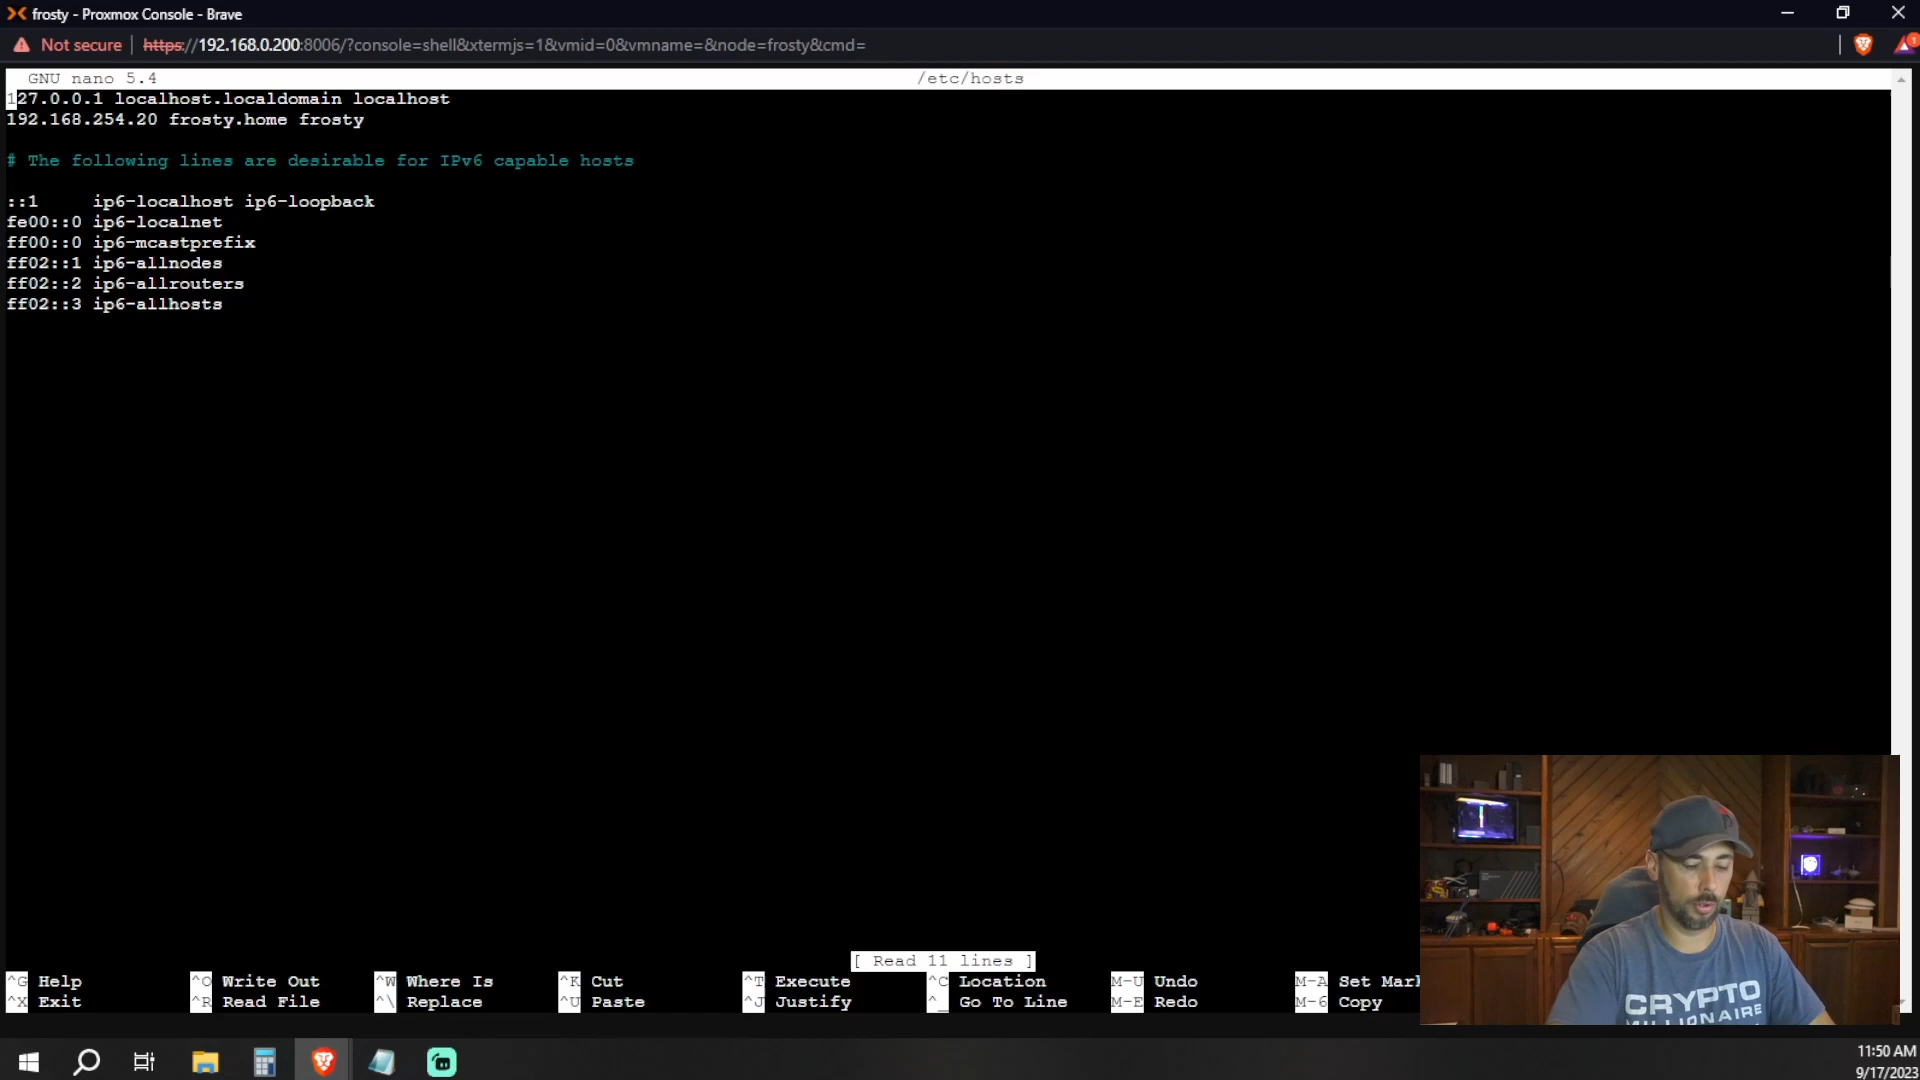 frosty - Proxmox Console - Brave
Not secure | https://192.168.0.200:8006/?console=shell&xtermjs=1&vmid=0&vmname=&node=frosty&cmd=
1
GNU nano 5.4 /etc/hosts
127.0.0.1 localhost.localdomain localhost
192.168.254.20 frosty.home frosty
# The following lines are desirable for IPv6 capable hosts
::1 ip6-localhost ip6-loopback
fe00::0 ip6-localnet
ff00::0 ip6-mcastprefix
ff02::1 ip6-allnodes
ff02::2 ip6-allrouters
ff02::3 ip6-allhosts
[ Read 11 lines ]
^G Help ^O Write Out ^W Where Is ^K Cut ^T Execute ^C Location M-U Undo M-A Set Mark
^X Exit ^R Read File ^\ Replace ^U Paste ^J Justify ^_ Go To Line M-E Redo M-6 Copy
CRYPTO
MILLIONAIRE
11:50 AM
9/17/2023